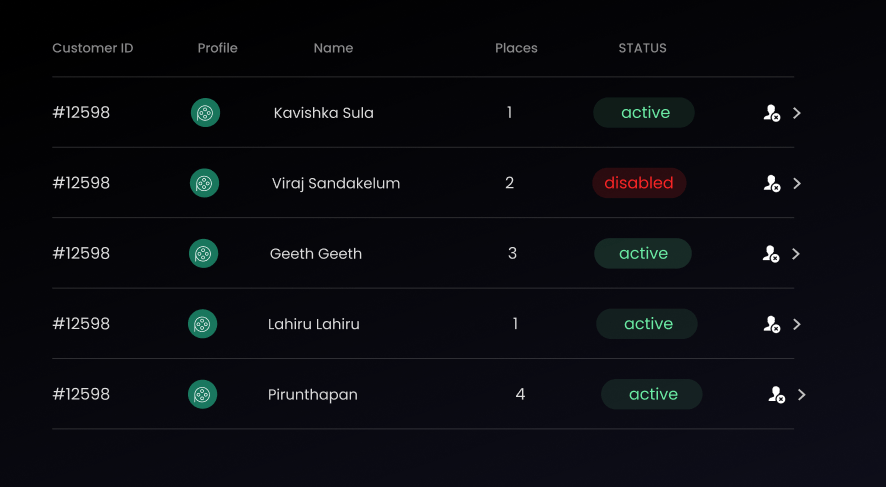 Customer ID Profile Name Places STATUS
#12598 Kavishka Sula 1 active
#12598 Viraj Sandakelum 2 disabled
#12598 Geeth Geeth 3 active
#12598 Lahiru Lahiru 1 active
#12598 Pirunthapan 4 active